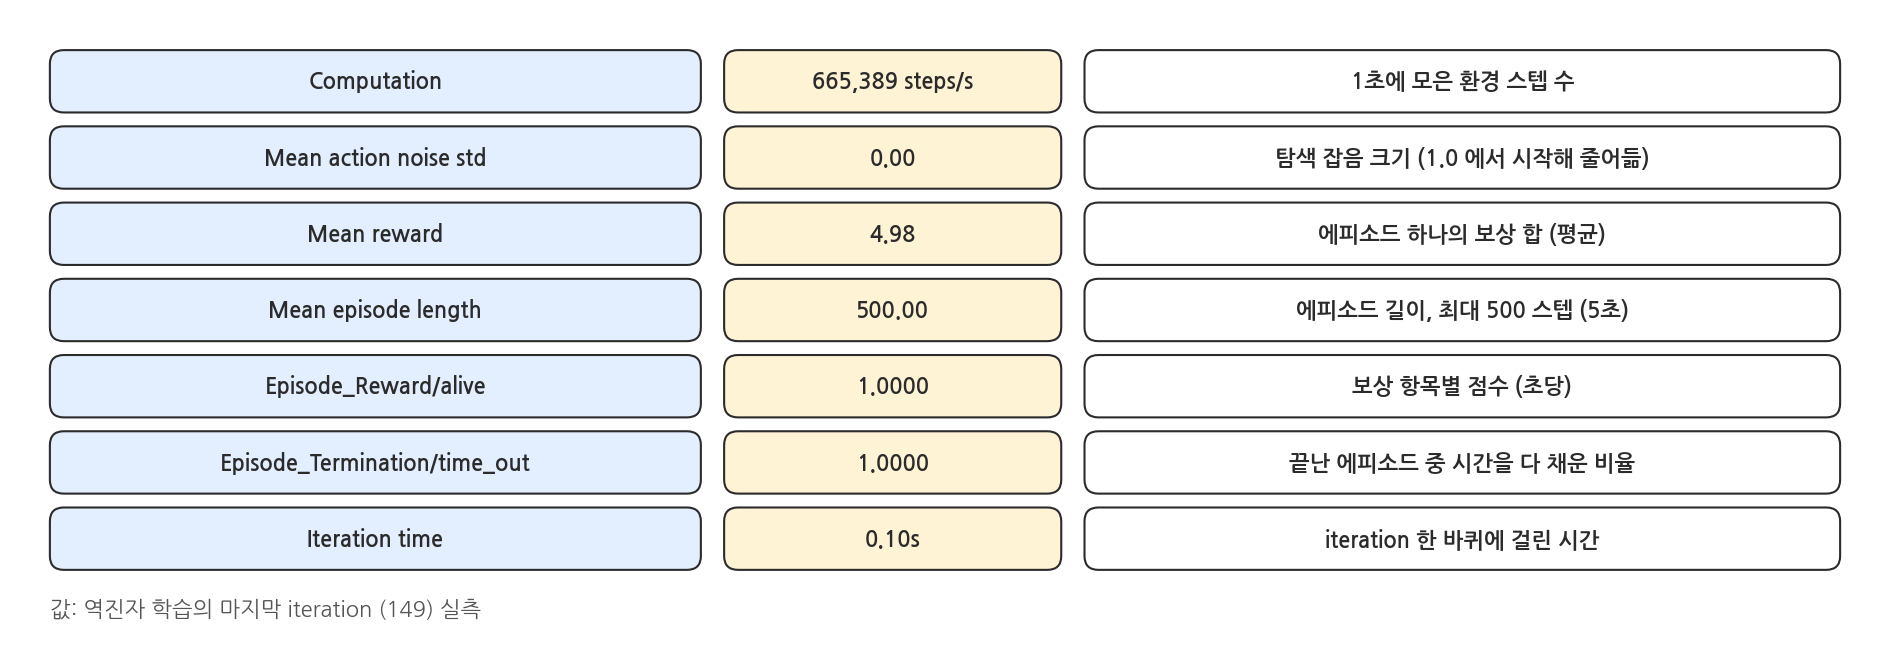 Computation 665,389 steps/s 1초에 모은 환경 스텝 수
Mean action noise std 0.00 탐색 잡음 크기 (1.0 에서 시작해 줄어듦)
Mean reward 4.98 에피소드 하나의 보상 합 (평균)
Mean episode length 500.00 에피소드 길이, 최대 500 스텝 (5초)
Episode_Reward/alive 1.0000 보상 항목별 점수 (초당)
Episode_Termination/time_out 1.0000 끝난 에피소드 중 시간을 다 채운 비율
Iteration time 0.10s iteration 한 바퀴에 걸린 시간
값: 역진자 학습의 마지막 iteration (149) 실측